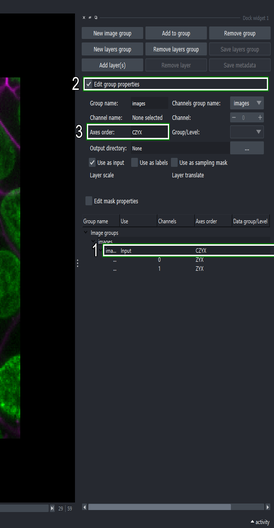 Dock widget 1
New image group Add to group Remove group
New layers group Remove layers group Save layers group
Add layer(s) Remove layer Save metadata
2 Edit group properties
Group name: images Channels group name: images
Channel name: None selected Channel: 0
3 Axes order: CZYX Group/Level:
Output directory: None ...
Use as input Use as labels Use as sampling mask
Layer scale Layer translate
Edit mask properties
Group name Use Channels Axes order Data group/Level
Image groups
images
1 ima... Input CZYX
... 0 ZYX
... 1 ZYX
activity